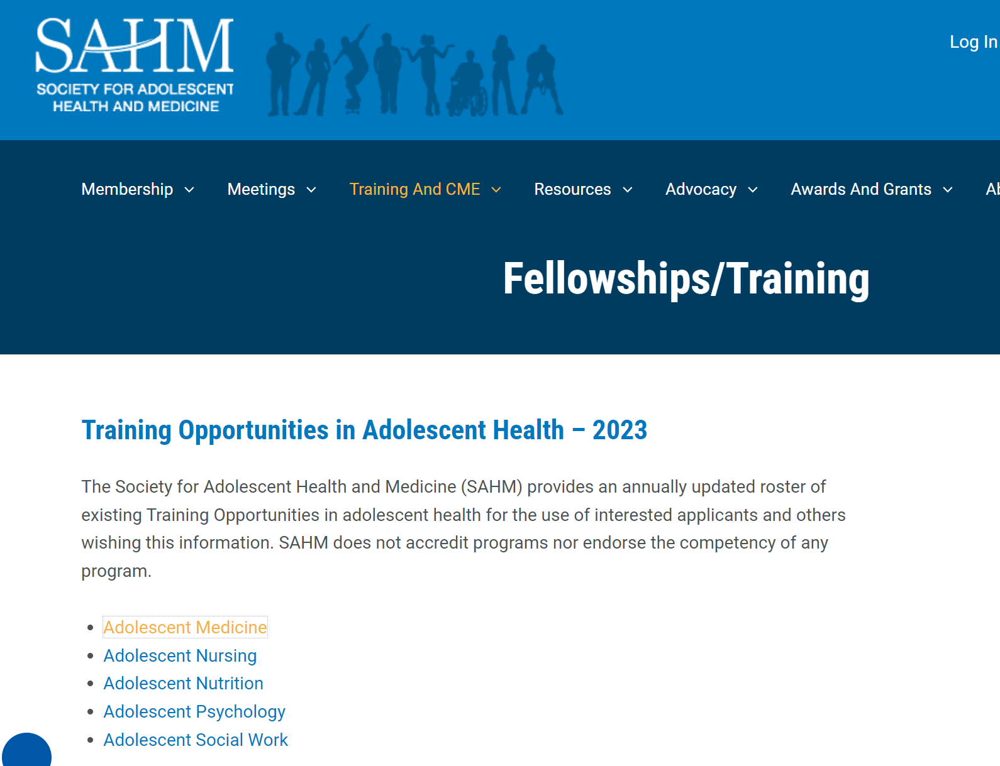 SAHM
SOCIETY FOR ADOLESCENT
HEALTH AND MEDICINE
Log In
Membership
Meetings
Training And CME
Resources
Advocacy
Awards And Grants
Fellowships/Training
Training Opportunities in Adolescent Health – 2023
The Society for Adolescent Health and Medicine (SAHM) provides an annually updated roster of
existing Training Opportunities in adolescent health for the use of interested applicants and others
wishing this information. SAHM does not accredit programs nor endorse the competency of any
program.
Adolescent Medicine
Adolescent Nursing
Adolescent Nutrition
Adolescent Psychology
Adolescent Social Work